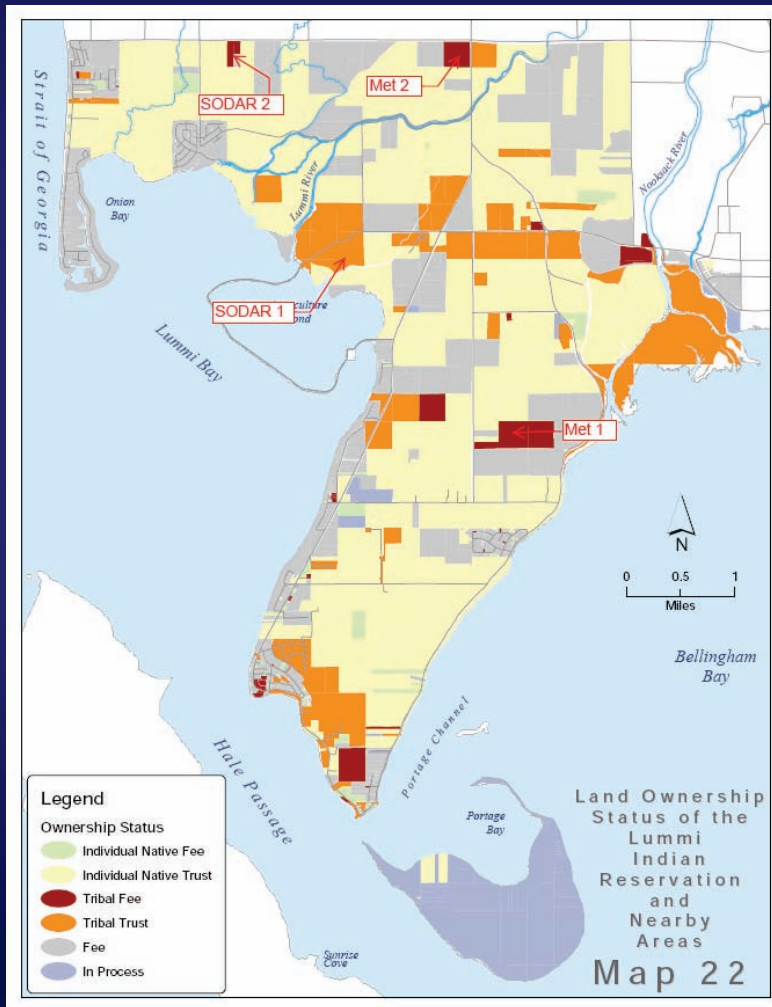 SODAR 2
Met 2
Strait of Georgia
Onion
Bay
Lummi River
Nooksack River
SODAR 1
Lummi Bay
Met 1
N
0 0.5 1
Miles
Bellingham
Bay
Hale Passage
Portage Channel
Portage
Bay
Sunrise
Cove
Legend
Ownership Status
Individual Native Fee
Individual Native Trust
Tribal Fee
Tribal Trust
Fee
In Process
Land Ownership
Status of the
Lummi
Indian
Reservation
and
Nearby
Areas
Map 22